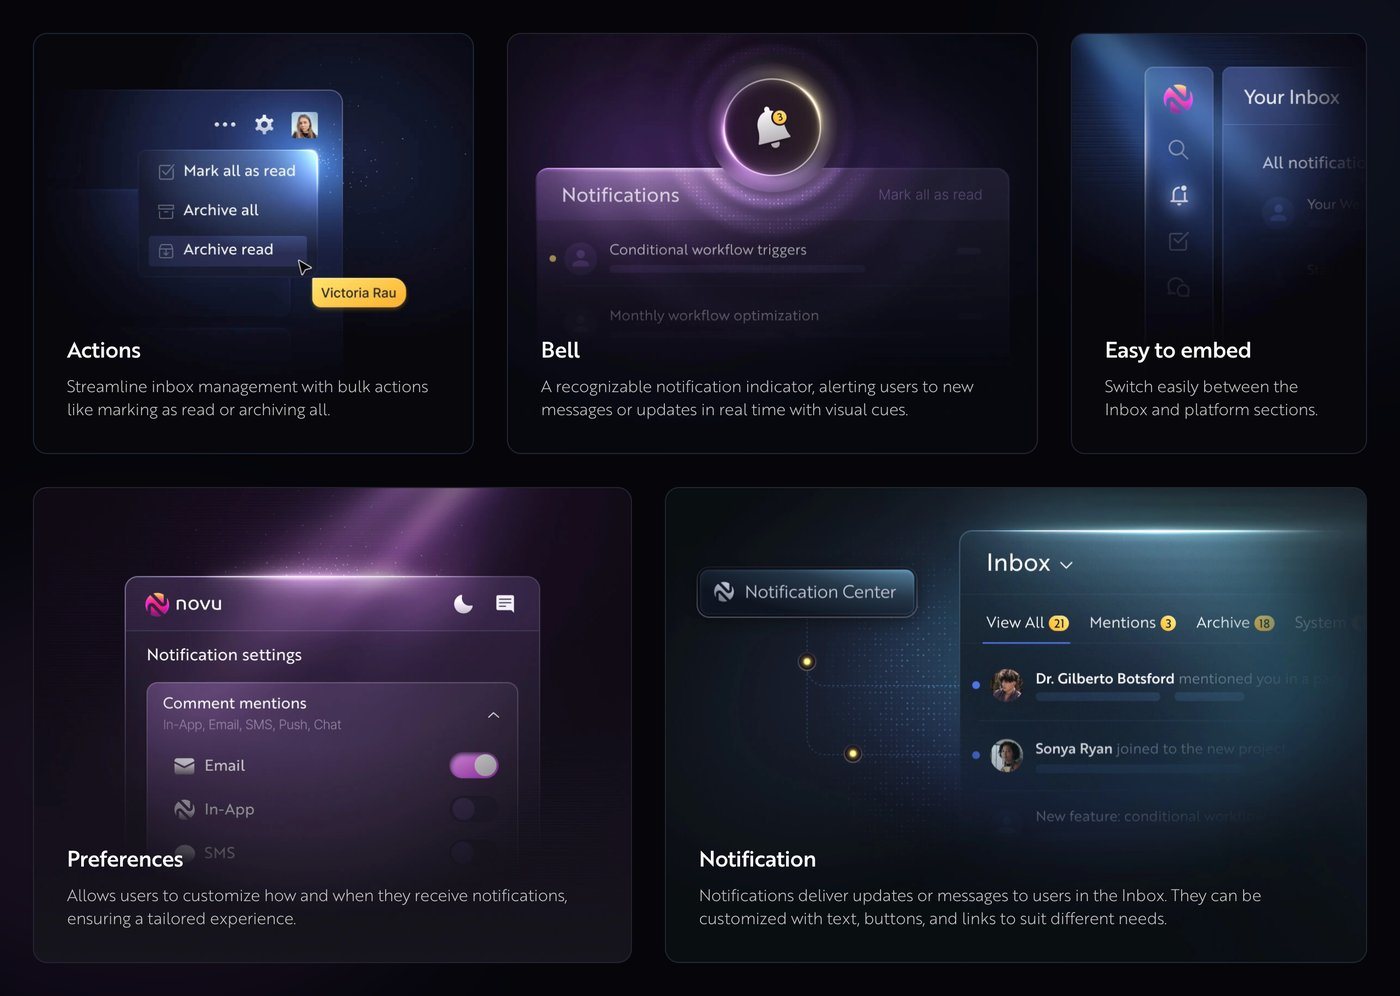 Mark all as read
Archive all
Archive read
Victoria Rau
Actions
Streamline inbox management with bulk actions
like marking as read or archiving all.
3
Notifications
Mark all as read
Conditional workflow triggers
Monthly workflow optimization
Bell
A recognizable notification indicator, alerting users to new
messages or updates in real time with visual cues.
Your Inbox
All notificatio
Your We
Easy to embed
Switch easily between the
Inbox and platform sections.
novu
Notification settings
Comment mentions
In-App, Email, SMS, Push, Chat
Email
In-App
SMS
Preferences
Allows users to customize how and when they receive notifications,
ensuring a tailored experience.
Notification Center
Inbox
View All 21 Mentions 3 Archive 18 System
Dr. Gilberto Botsford mentioned you in a
Sonya Ryan joined to the new project
New feature: conditional workfl
Notification
Notifications deliver updates or messages to users in the Inbox. They can be
customized with text, buttons, and links to suit different needs.